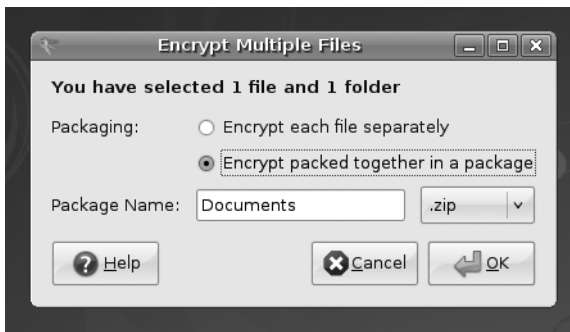 Encrypt Multiple Files
You have selected 1 file and 1 folder
Packaging:
Encrypt each file separately
Encrypt packed together in a package
Package Name: Documents .zip
Help Cancel OK